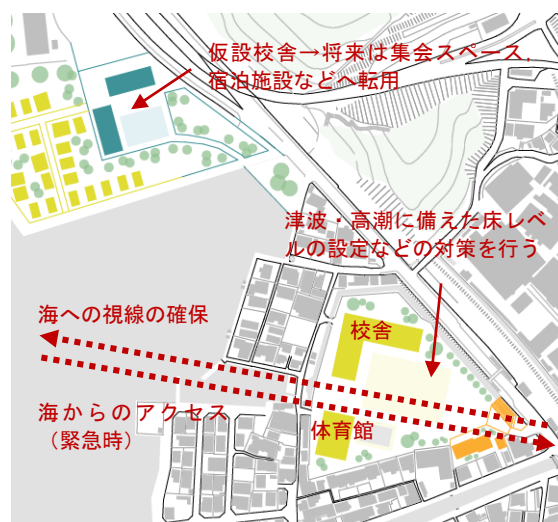 仮設校舎→将来は集会スペース,
宿泊施設などへ転用
津波・高潮に備えた床レベ
ルの設定などの対策を行う
海への視線の確保
校舎
海からのアクセス
（緊急時）
体育館